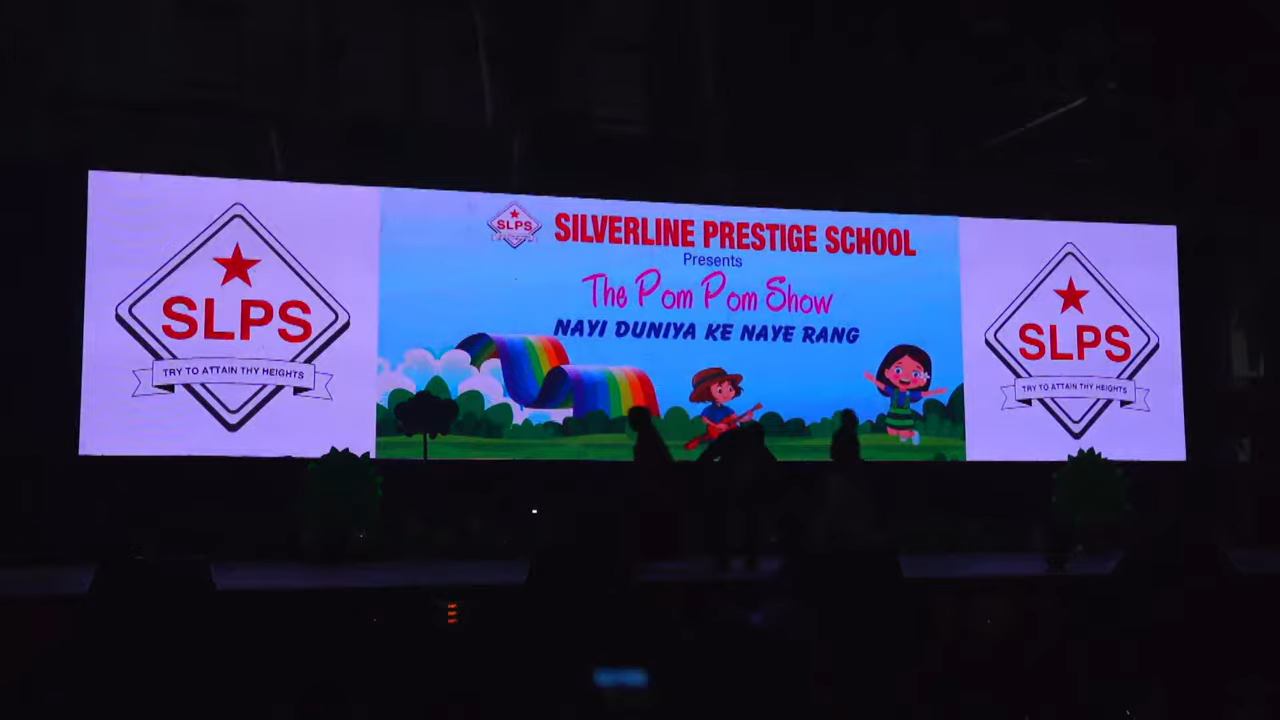 SLPS
TRY TO ATTAIN THY HEIGHTS
SLPS
SILVERLINE PRESTIGE SCHOOL
Presents
The Pom Pom Show
NAYI DUNIYA KE NAYE RANG
SLPS
TRY TO ATTAIN THY HEIGHTS